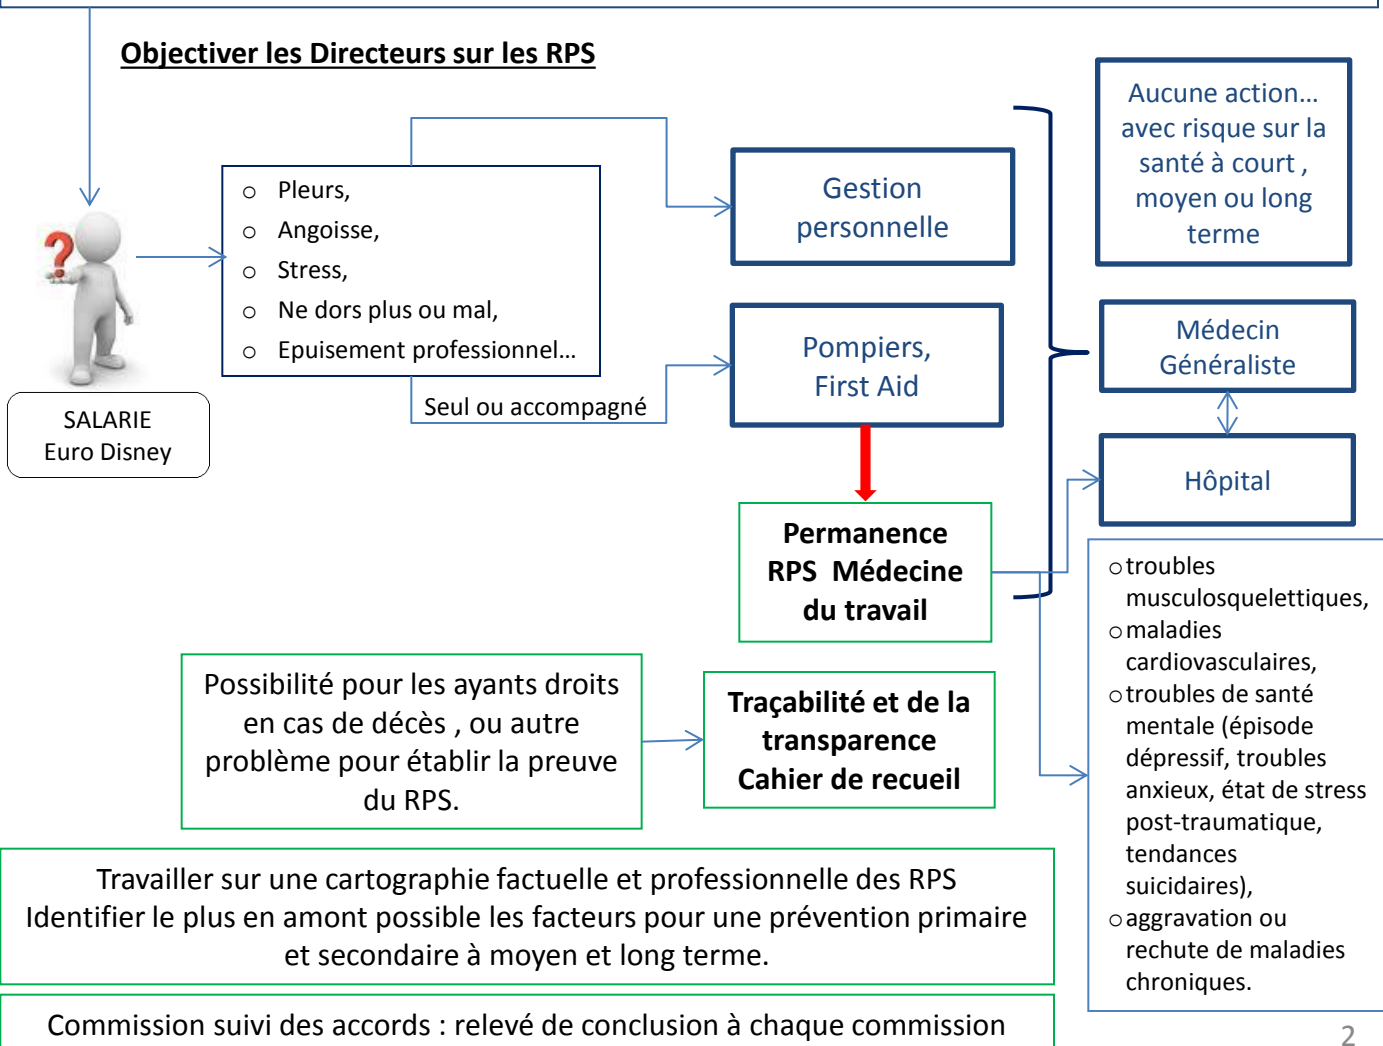 Objectiver les Directeurs sur les RPS
?
SALARIE
Euro Disney
o Pleurs,
o Angoisse,
o Stress,
o Ne dors plus ou mal,
o Epuisement professionnel…
Seul ou accompagné
Gestion
personnelle
Pompiers,
First Aid
Permanence
RPS Médecine
du travail
Aucune action…
avec risque sur la
santé à court ,
moyen ou long
terme
Médecin
Généraliste
Hôpital
o troubles
musculosquelettiques,
o maladies
cardiovasculaires,
o troubles de santé
mentale (épisode
dépressif, troubles
anxieux, état de stress
post-traumatique,
tendances
suicidaires),
o aggravation ou
rechute de maladies
chroniques.
Possibilité pour les ayants droits
en cas de décès , ou autre
problème pour établir la preuve
du RPS.
Traçabilité et de la
transparence
Cahier de recueil
Travailler sur une cartographie factuelle et professionnelle des RPS
Identifier le plus en amont possible les facteurs pour une prévention primaire
et secondaire à moyen et long terme.
Commission suivi des accords : relevé de conclusion à chaque commission
2